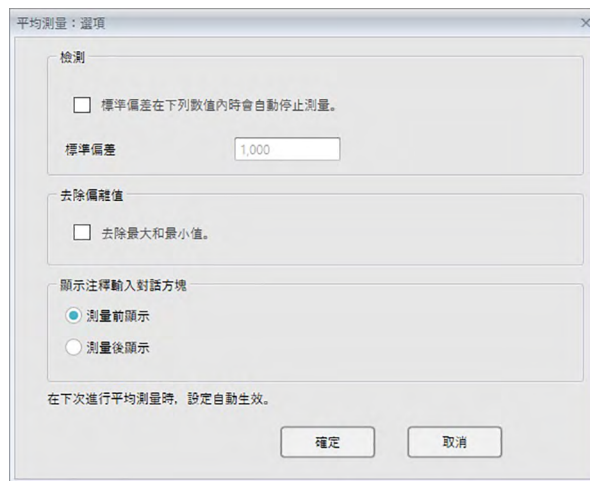 平均測量：選項
檢測
標準偏差在下列數值內時會自動停止測量。
標準偏差 1,000
去除偏離值
去除最大和最小值。
顯示注釋輸入對話方塊
測量前顯示
測量後顯示
在下次進行平均測量時，設定自動生效。
確定 取消